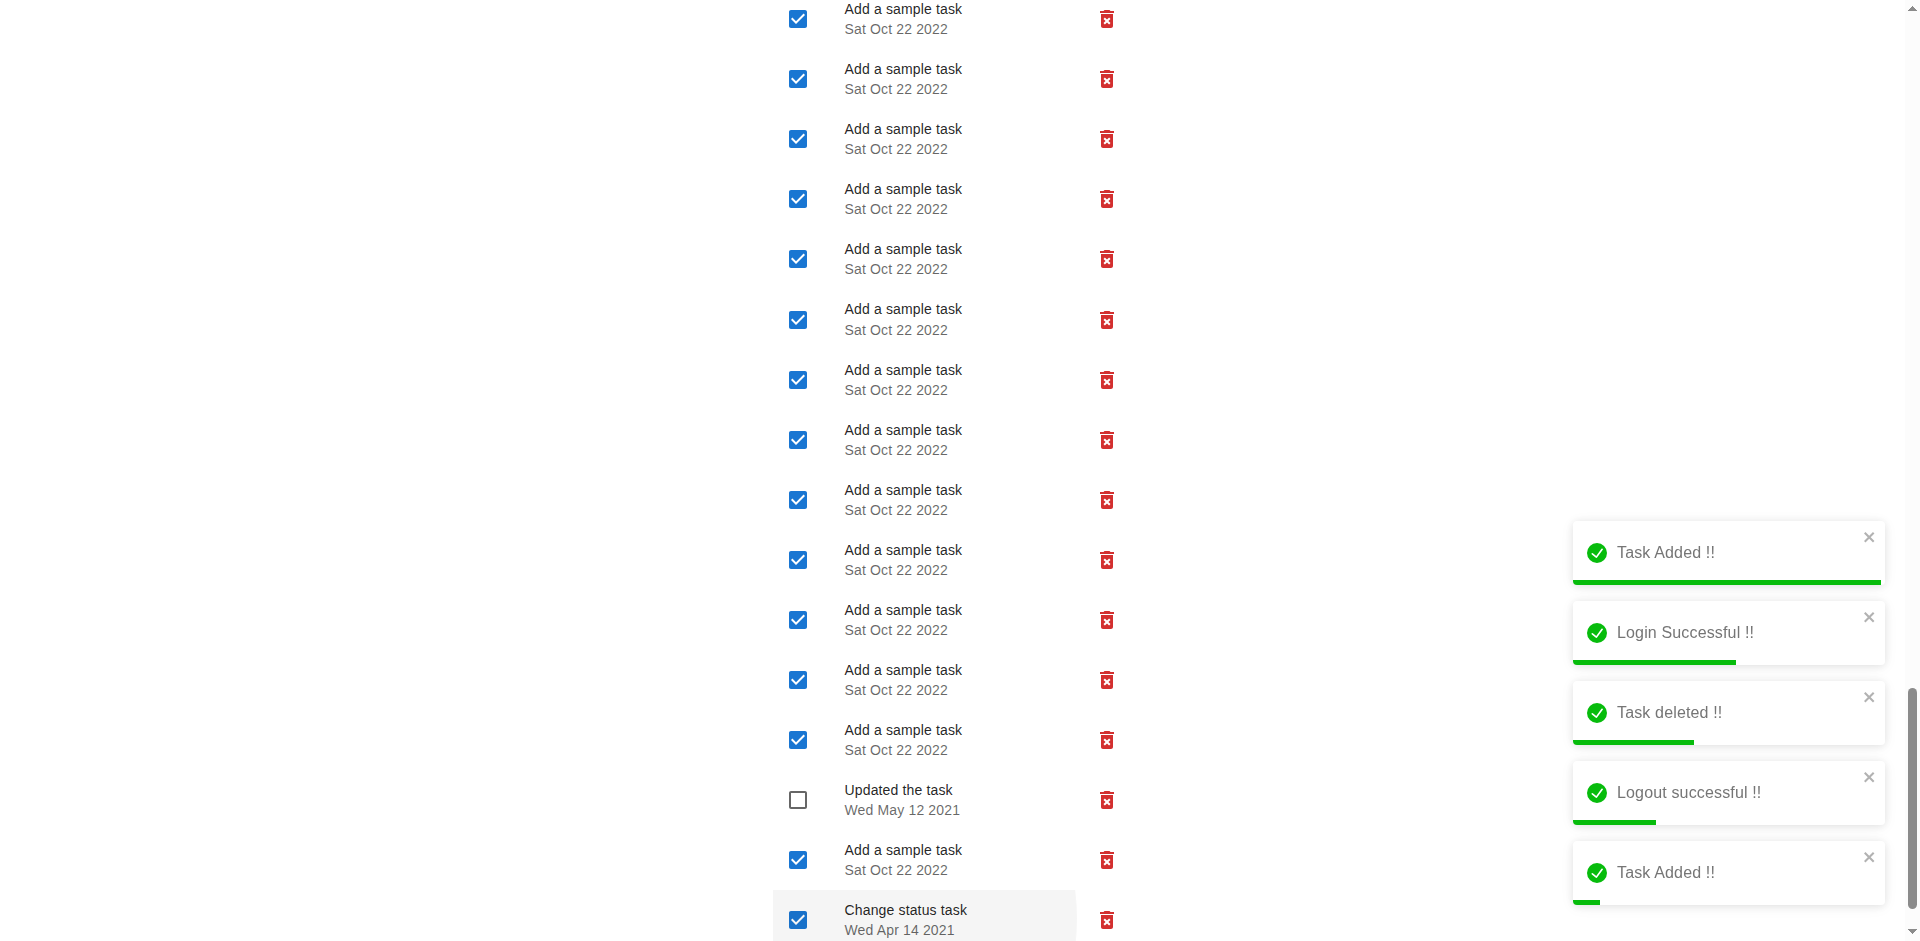 Add a sample task
Sat Oct 22 2022
Add a sample task
Sat Oct 22 2022
Add a sample task
Sat Oct 22 2022
Add a sample task
Sat Oct 22 2022
Add a sample task
Sat Oct 22 2022
Add a sample task
Sat Oct 22 2022
Add a sample task
Sat Oct 22 2022
Add a sample task
Sat Oct 22 2022
Add a sample task
Sat Oct 22 2022
Add a sample task
Sat Oct 22 2022
Add a sample task
Sat Oct 22 2022
Add a sample task
Sat Oct 22 2022
Add a sample task
Sat Oct 22 2022
Updated the task
Wed May 12 2021
Add a sample task
Sat Oct 22 2022
Change status task
Wed Apr 14 2021
Task Added !!
Login Successful !!
Task deleted !!
Logout successful !!
Task Added !!